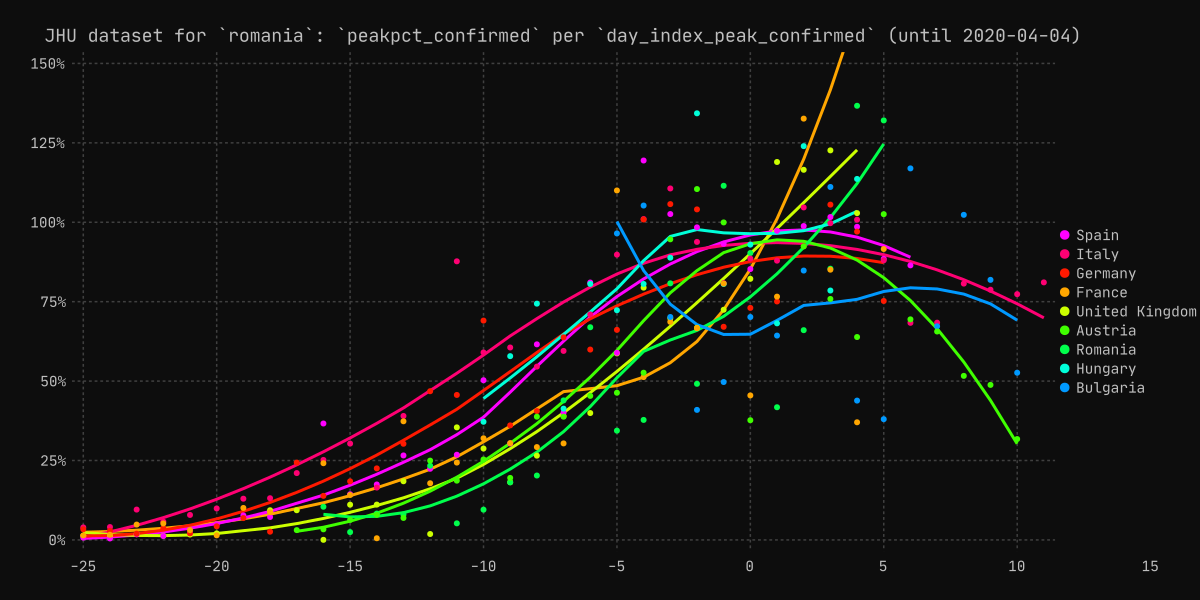 JHU dataset for `romania`: `peakpct_confirmed` per `day_index_peak_confirmed` (until 2020-04-04)
150%
125%
100%
75%
50%
25%
0%
-25 -20 -15 -10 -5 0 5 10 15
Spain
Italy
Germany
France
United Kingdom
Austria
Romania
Hungary
Bulgaria